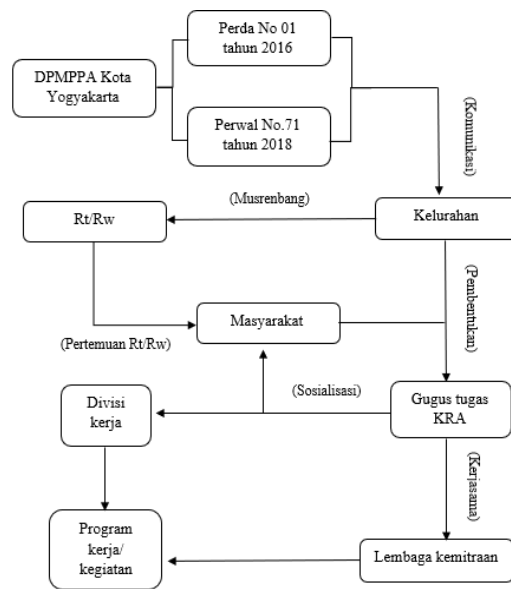 Perda No 01
tahun 2016
DPMPPA Kota
Yogyakarta
Perwal No.71
tahun 2018
(Komunikasi)
(Musrenbang)
Rt/Rw
Kelurahan
(Pembentukan)
Masyarakat
(Pertemuan Rt/Rw)
(Sosialisasi)
Divisi
kerja
Gugus tugas
KRA
(Kerjasama)
Program
kerja/
kegiatan
Lembaga kemitraan